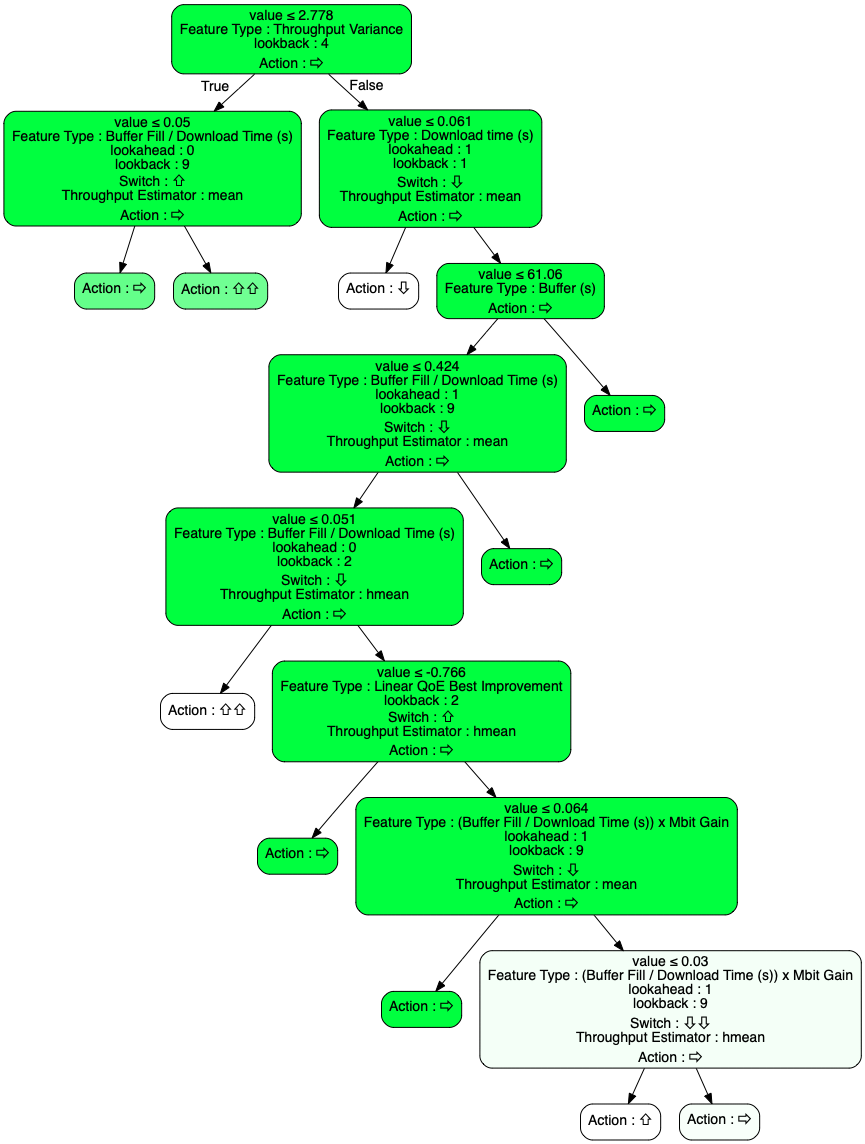 value ≤ 2.778
Feature Type : Throughput Variance
lookback : 4
Action : ⇨
True
False
value ≤ 0.05
Feature Type : Buffer Fill / Download Time (s)
lookahead : 0
lookback : 9
Switch : ⇧
Throughput Estimator : mean
Action : ⇨
value ≤ 0.061
Feature Type : Download time (s)
lookahead : 1
lookback : 1
Switch : ⇩
Throughput Estimator : mean
Action : ⇨
Action : ⇨
Action : ⇧⇧
Action : ⇩
value ≤ 61.06
Feature Type : Buffer (s)
Action : ⇨
value ≤ 0.424
Feature Type : Buffer Fill / Download Time (s)
lookahead : 1
lookback : 9
Switch : ⇩
Throughput Estimator : mean
Action : ⇨
Action : ⇨
value ≤ 0.051
Feature Type : Buffer Fill / Download Time (s)
lookahead : 0
lookback : 2
Switch : ⇩
Throughput Estimator : hmean
Action : ⇨
Action : ⇨
Action : ⇧⇧
value ≤ -0.766
Feature Type : Linear QoE Best Improvement
lookback : 2
Switch : ⇧
Throughput Estimator : hmean
Action : ⇨
Action : ⇨
value ≤ 0.064
Feature Type : (Buffer Fill / Download Time (s)) x Mbit Gain
lookahead : 1
lookback : 9
Switch : ⇩
Throughput Estimator : mean
Action : ⇨
Action : ⇨
value ≤ 0.03
Feature Type : (Buffer Fill / Download Time (s)) x Mbit Gain
lookahead : 1
lookback : 9
Switch : ⇩⇩
Throughput Estimator : hmean
Action : ⇨
Action : ⇧
Action : ⇨